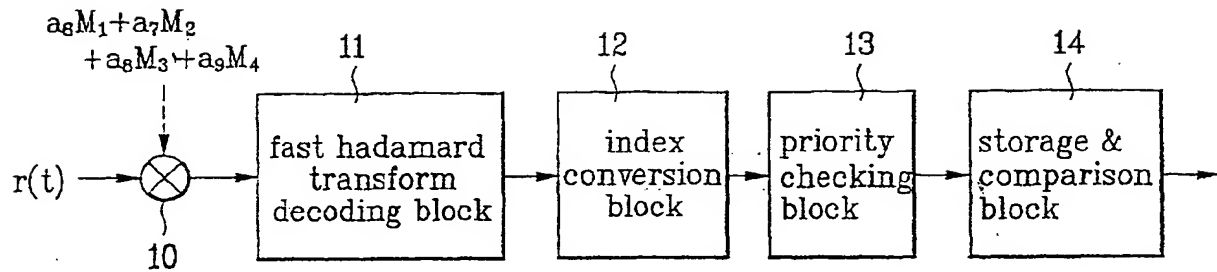 a₆M₁+a₇M₂
+a₈M₃+a₉M₄
11
12
13
14
r(t)
fast hadamard
transform
decoding block
index
conversion
block
priority
checking
block
storage &
comparison
block
10